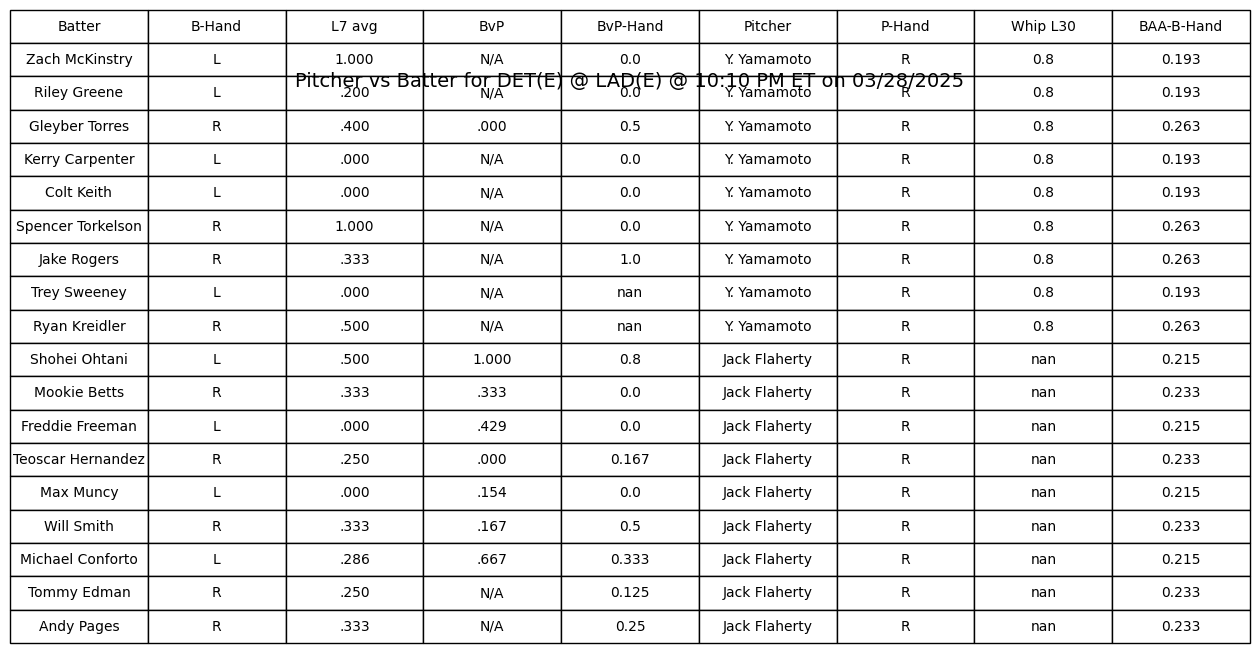 Batter B-Hand L7 avg BvP BvP-Hand Pitcher P-Hand Whip L30 BAA-B-Hand
Zach McKinstry L 1.000 N/A 0.0 Y. Yamamoto R 0.8 0.193
Pitcher vs Batter for DET(E) @ LAD(E) @ 10:10 PM ET on 03/28/2025
Riley Greene L .200 N/A 0.0 Y. Yamamoto R 0.8 0.193
Gleyber Torres R .400 .000 0.5 Y. Yamamoto R 0.8 0.263
Kerry Carpenter L .000 N/A 0.0 Y. Yamamoto R 0.8 0.193
Colt Keith L .000 N/A 0.0 Y. Yamamoto R 0.8 0.193
Spencer Torkelson R 1.000 N/A 0.0 Y. Yamamoto R 0.8 0.263
Jake Rogers R .333 N/A 1.0 Y. Yamamoto R 0.8 0.263
Trey Sweeney L .000 N/A nan Y. Yamamoto R 0.8 0.193
Ryan Kreidler R .500 N/A nan Y. Yamamoto R 0.8 0.263
Shohei Ohtani L .500 1.000 0.8 Jack Flaherty R nan 0.215
Mookie Betts R .333 .333 0.0 Jack Flaherty R nan 0.233
Freddie Freeman L .000 .429 0.0 Jack Flaherty R nan 0.215
Teoscar Hernandez R .250 .000 0.167 Jack Flaherty R nan 0.233
Max Muncy L .000 .154 0.0 Jack Flaherty R nan 0.215
Will Smith R .333 .167 0.5 Jack Flaherty R nan 0.233
Michael Conforto L .286 .667 0.333 Jack Flaherty R nan 0.215
Tommy Edman R .250 N/A 0.125 Jack Flaherty R nan 0.233
Andy Pages R .333 N/A 0.25 Jack Flaherty R nan 0.233